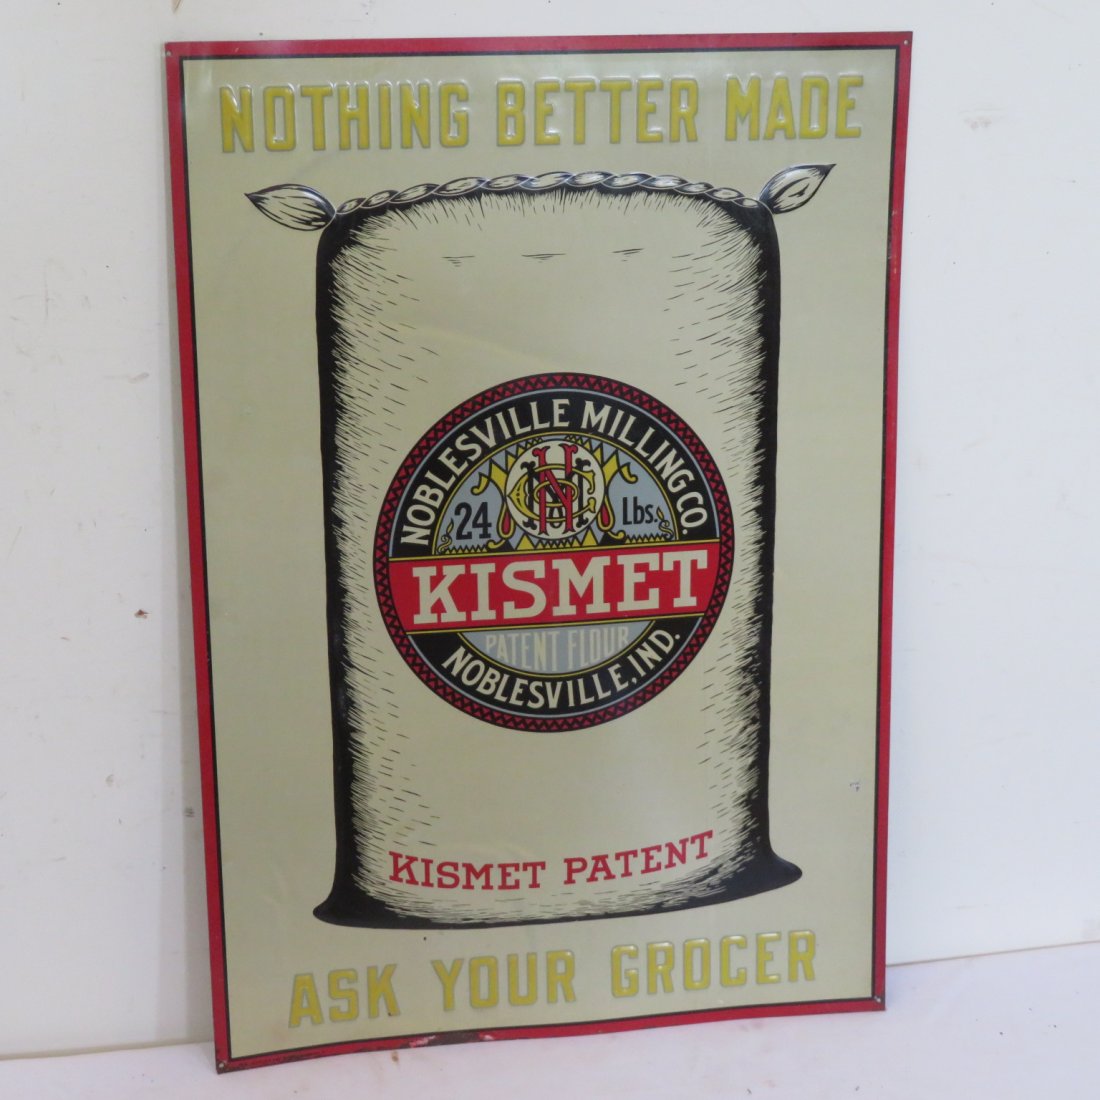 NOTHING BETTER MADE
NOBLESVILLE MILLING CO.
24 Lbs.
KISMET
PATENT FLOUR
NOBLESVILLE, IND.
KISMET PATENT
ASK YOUR GROCER